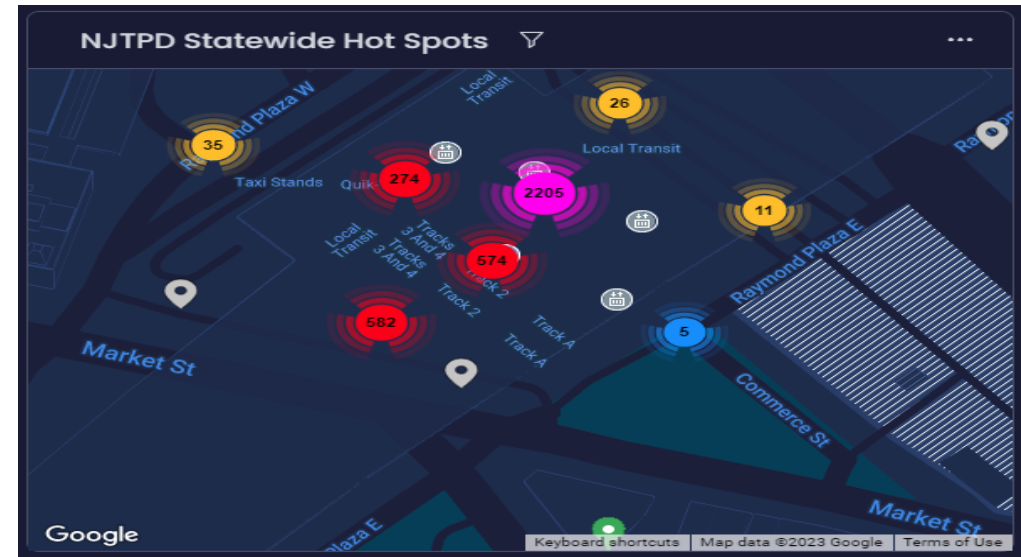 NJTPD Statewide Hot Spots
Local
Transit
26
35
Local Transit
Taxi Stands
Quik-
274
2205
11
Local
Transit
Tracks
3 And 4
Tracks
3 And 4
574
Track 2
Track 2
Raymond Plaza E
582
Track A
Track A
5
Market St
Commerce St
Market St
Plaza E
Google
Keyboard shortcuts
Map data ©2023 Google
Terms of Use